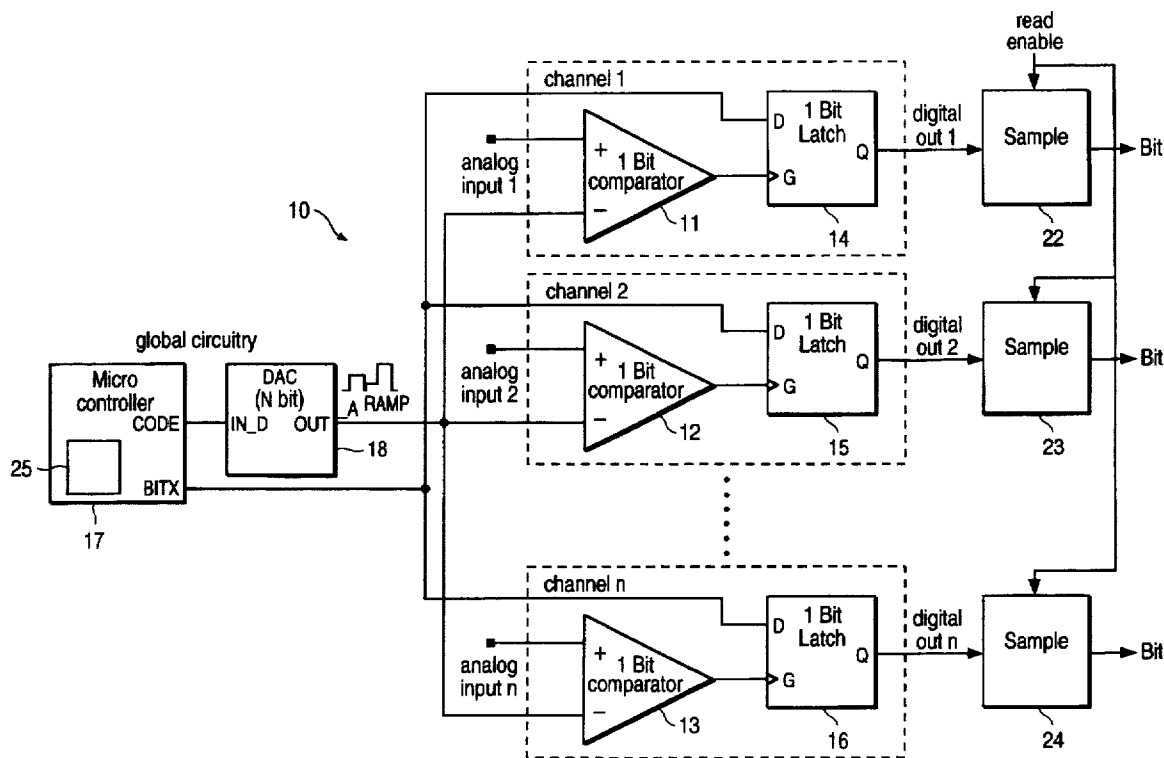 read
enable
channel 1
analog
input 1
+
1 Bit
comparator
−
11
D
1 Bit
Latch
Q
G
14
digital
out 1
Sample
22
Bit
10
channel 2
analog
input 2
+
1 Bit
comparator
−
12
D
1 Bit
Latch
Q
G
15
digital
out 2
Sample
23
Bit
global circuitry
Micro
controller
CODE
25
BITX
17
DAC
(N bit)
IN_D OUT
18
_A RAMP
channel n
analog
input n
+
1 Bit
comparator
−
13
D
1 Bit
Latch
Q
G
16
digital
out n
Sample
24
Bit